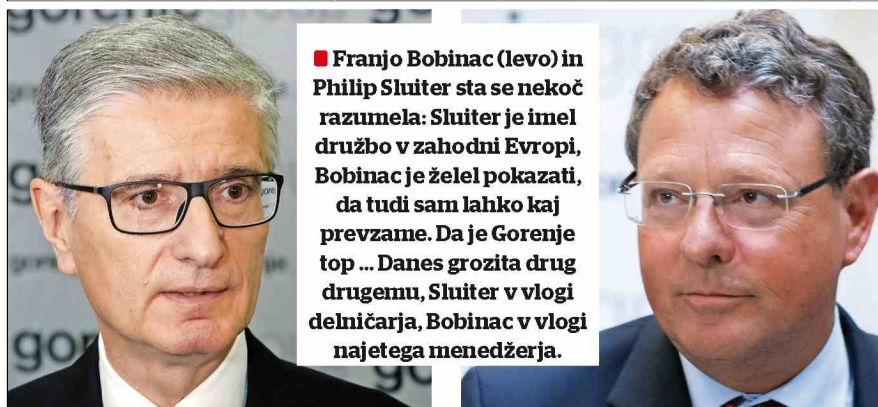 Franjo Bobinac (levo) in
Philip Sluiter sta se nekoč
razumela: Sluiter je imel
družbo v zahodni Evropi,
Bobinac je želel pokazati,
da tudi sam lahko kaj
prevzame. Da je Gorenje
top ... Danes grozita drug
drugemu, Sluiter v vlogi
delničarja, Bobinac v vlogi
najetega menedžerja.